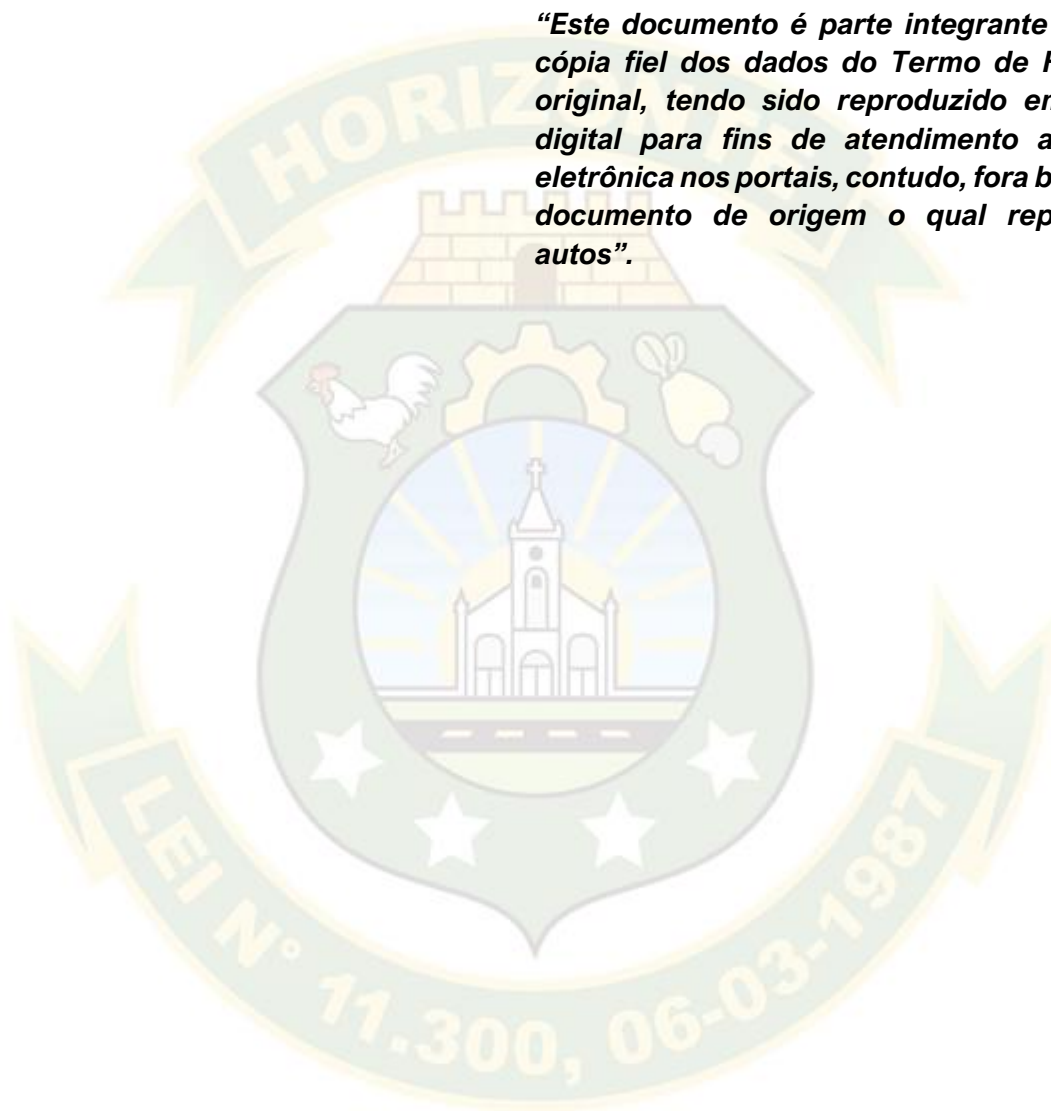 “Este documento é parte integrante
cópia fiel dos dados do Termo de
original, tendo sido reproduzido
digital para fins de atendimento
eletrônica nos portais, contudo, fora
documento de origem o qual
autos”.
HORIZONTE
LEI Nº 11.300, 06-03-1987